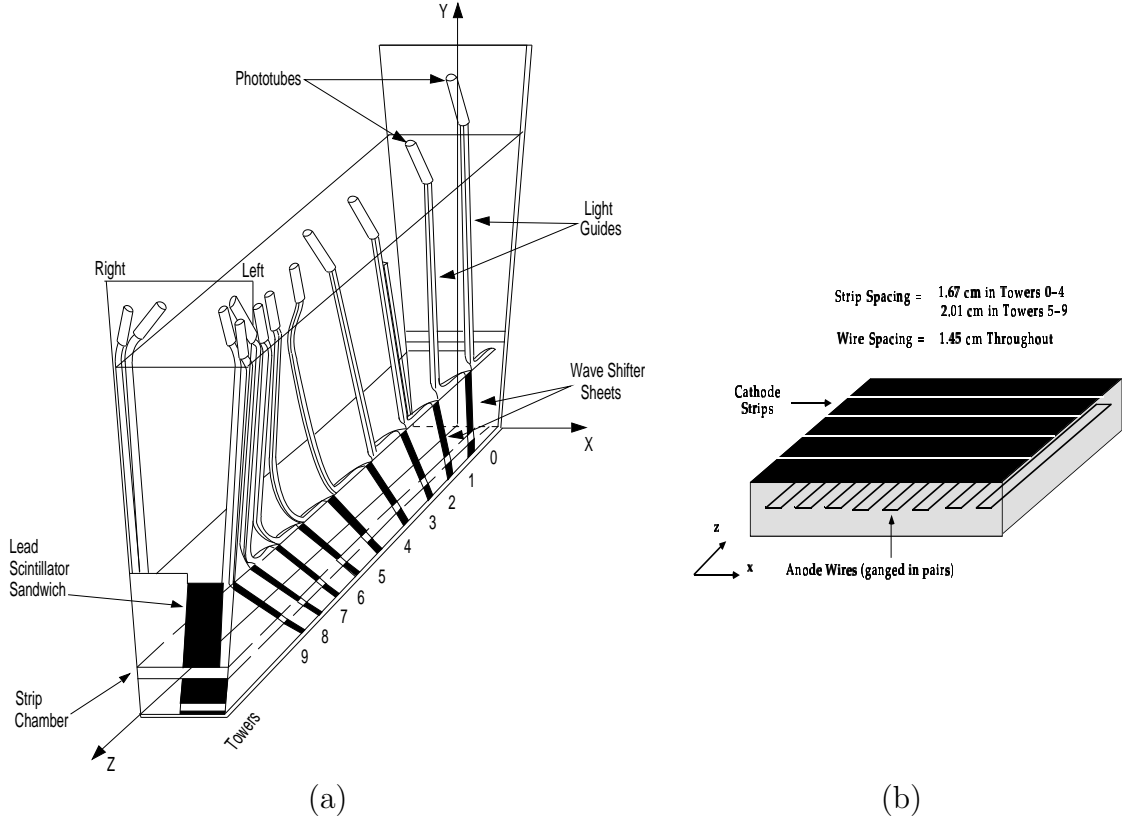 Y
Phototubes
Light
Guides
Right
Left
Wave Shifter
Sheets
X
0
1
2
3
4
5
6
7
8
9
Lead
Scintillator
Sandwich
Strip
Chamber
Towers
Z
(a)
Strip Spacing = 1.67 cm in Towers 0-4
2.01 cm in Towers 5-9
Wire Spacing = 1.45 cm Throughout
Cathode
Strips
z
x
Anode Wires (ganged in pairs)
(b)